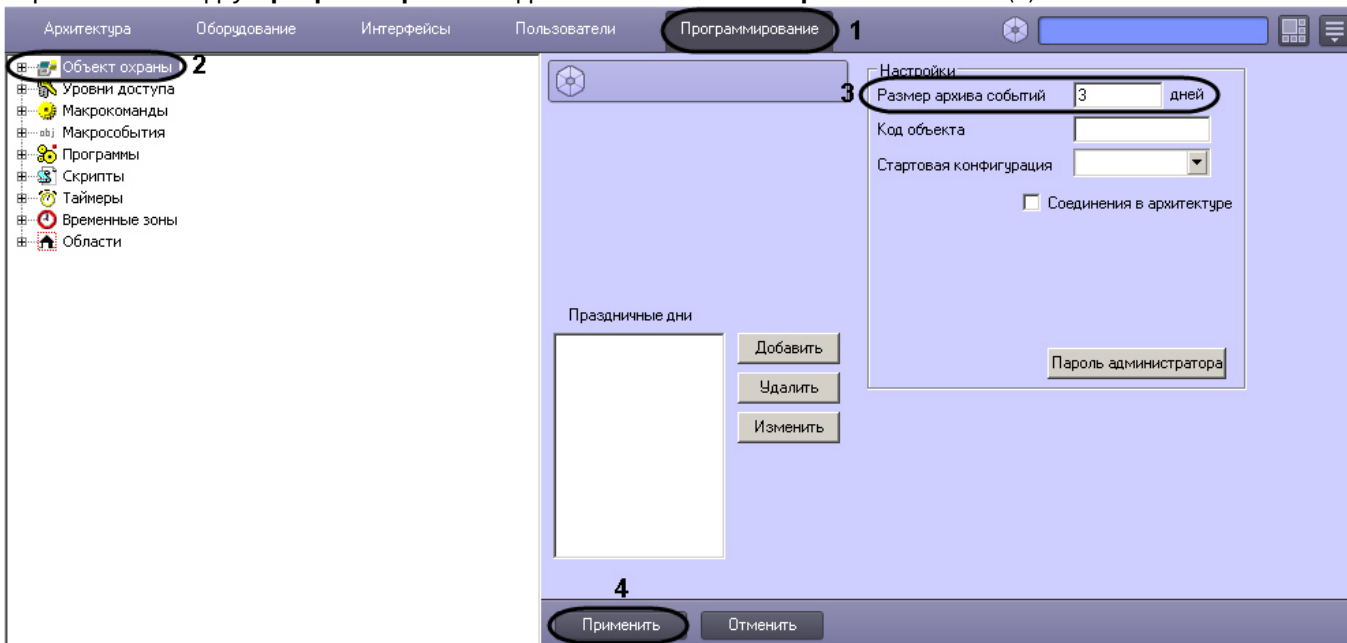 Архитектура Оборудование Интерфейсы Пользователи Программирование 1
Объект охраны 2
Уровни доступа
Макрокоманды
obj Макрособытия
Программы
Скрипты
Таймеры
Временные зоны
Области
Настройки
3 Размер архива событий 3 дней
Код объекта
Стартовая конфигурация
Соединения в архитектуре
Пароль администратора
Праздничные дни
Добавить
Удалить
Изменить
4
Применить Отменить